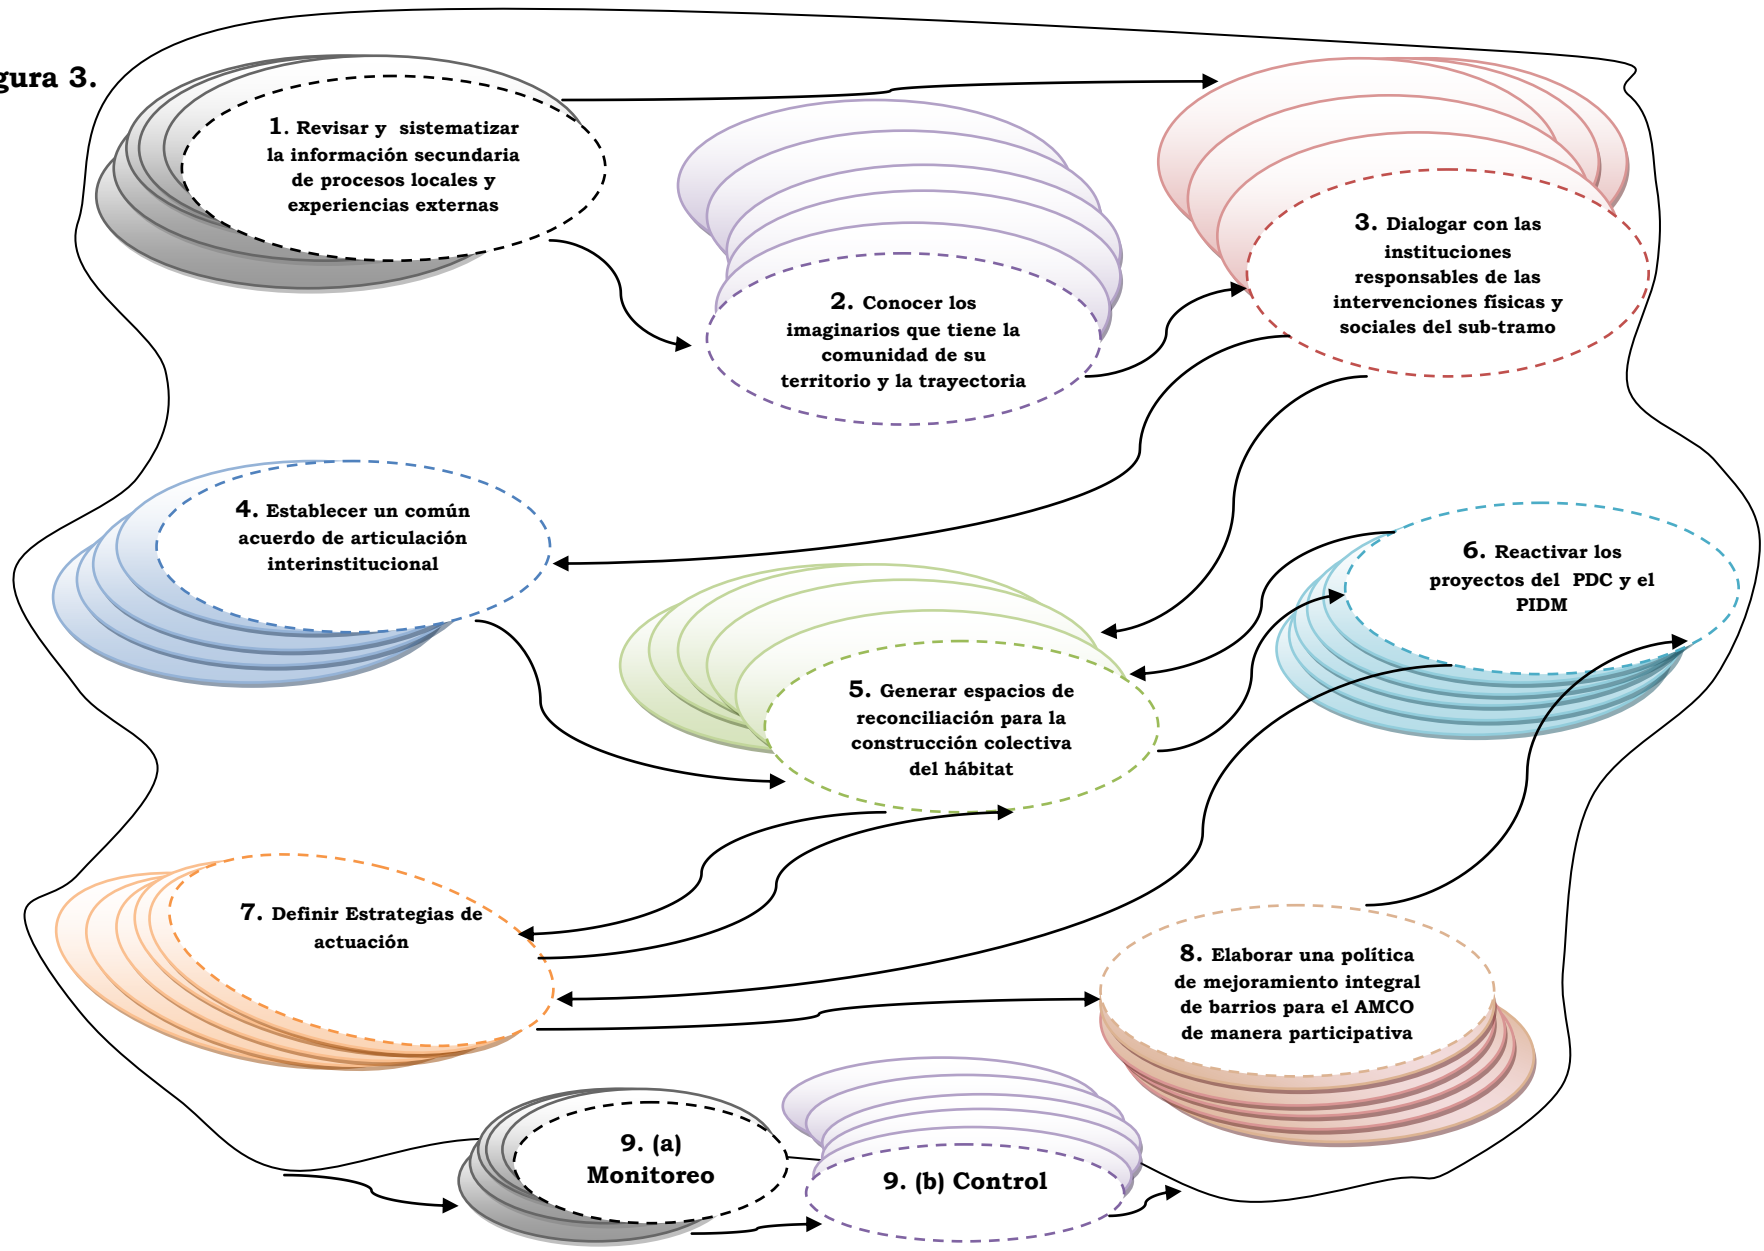 gura 3.
1. Revisar y sistematizar
la información secundaria
de procesos locales y
experiencias externas
2. Conocer los
imaginarios que tiene la
comunidad de su
territorio y la trayectoria
3. Dialogar con las
instituciones
responsables de las
intervenciones físicas y
sociales del sub-tramo
4. Establecer un común
acuerdo de articulación
interinstitucional
5. Generar espacios de
reconciliación para la
construcción colectiva
del hábitat
6. Reactivar los
proyectos del PDC y el
PIDM
7. Definir Estrategias de
actuación
8. Elaborar una política
de mejoramiento integral
de barrios para el AMCO
de manera participativa
9. (a)
Monitoreo
9. (b) Control